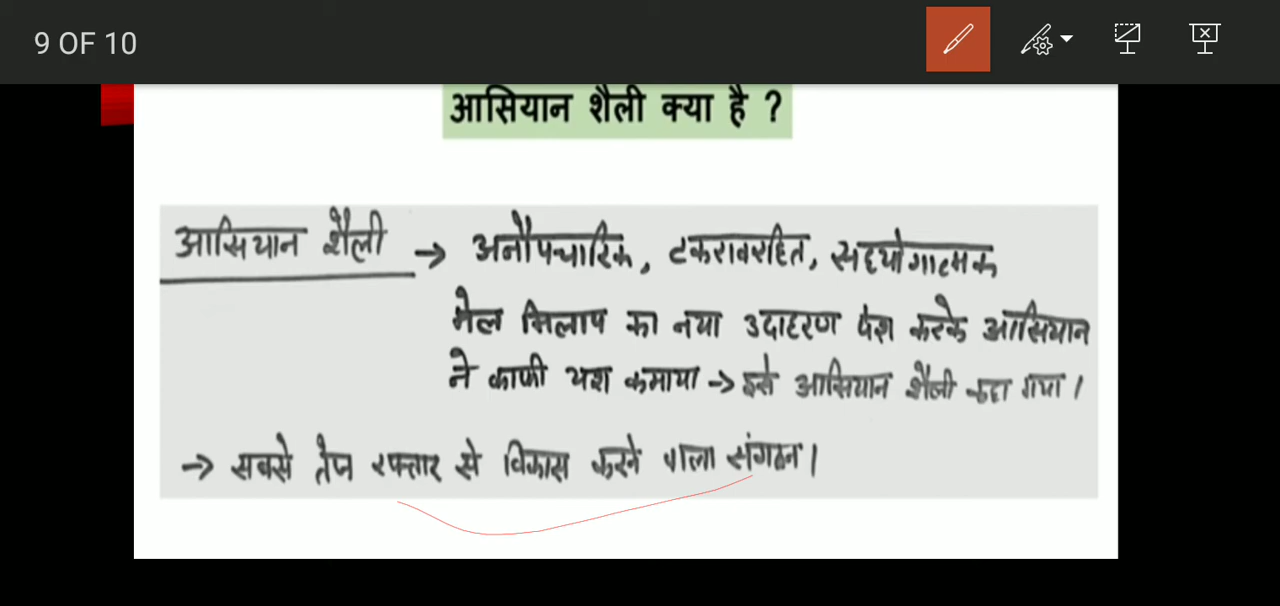 9 OF 10
आसियान शैली क्या है ?
आसियान शैली → अनौपचारिक, टकरावरहित, सहयोगात्मक
मेल मिलाप का नया उदाहरण पेश करके आसियान
ने काफी यश कमाया → इसे आसियान शैली कहा गया।
→ सबसे तेज रफ्तार से विकास करने वाला संगठन।